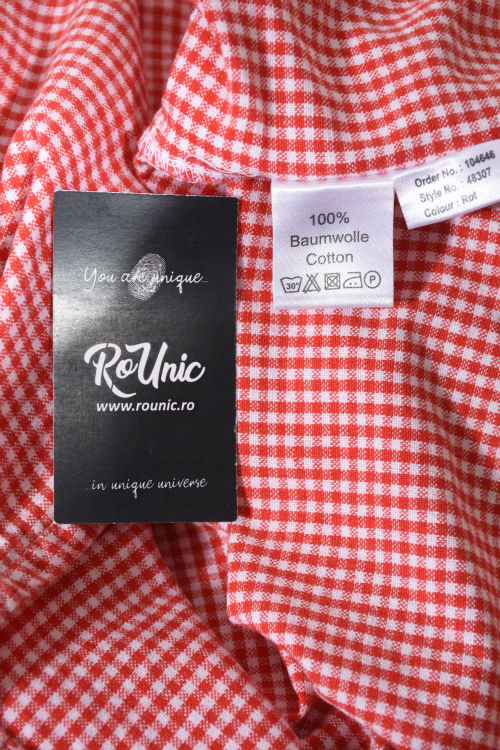 Order No. : 104646
Style No. : 48307
Colour : Rot
100%
Baumwolle
Cotton
30°
P
You are unique...
RoUnic
www.rounic.ro
...in unique universe